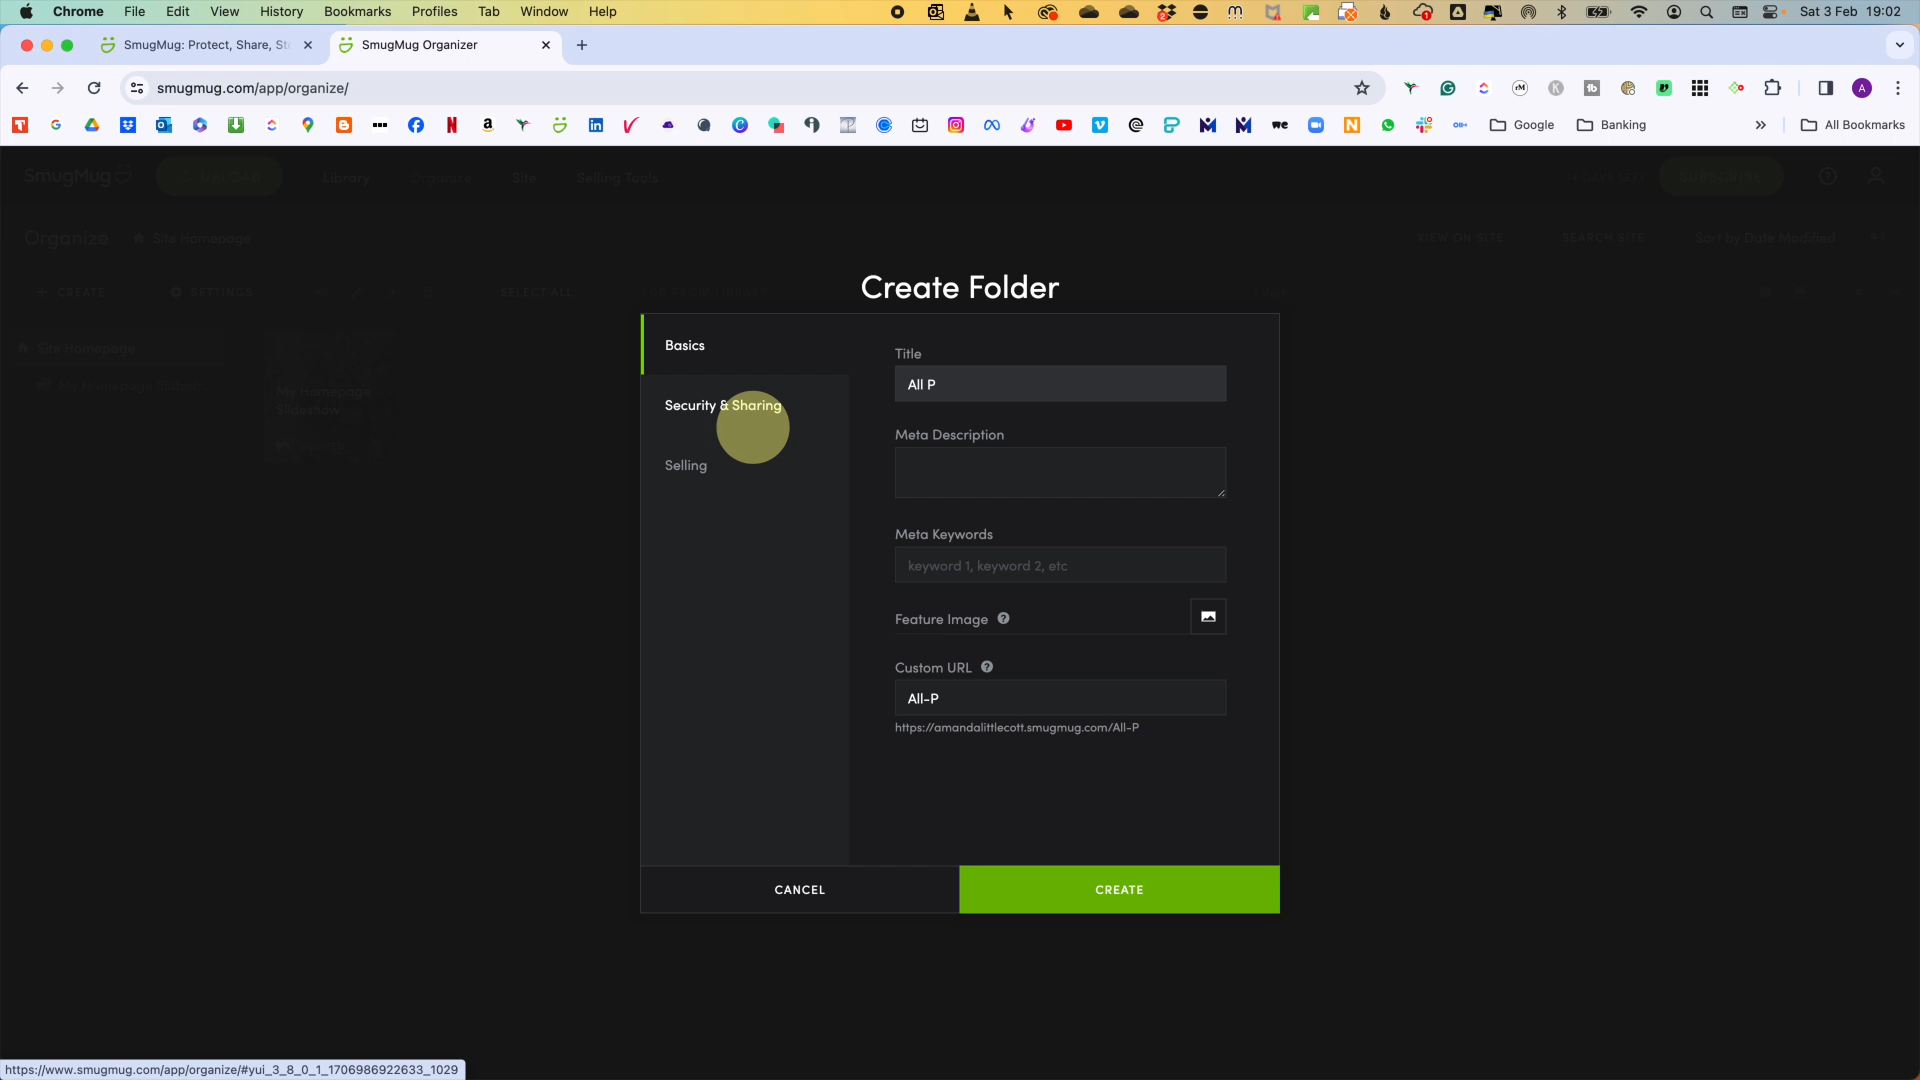 Chrome File Edit View History Bookmarks Profiles Tab Window Help Sat 3 Feb 19:02
SmugMug: Protect, Share, St SmugMug Organizer
smugmug.com/app/organize/
Google Banking All Bookmarks
SmugMug UPLOAD Library Organize Site Selling Tools SUBSCRIBE
Organize Site Homepage VIEW ON SITE SEARCH SITE Sort by Date Modified
+ CREATE SETTINGS SELECT ALL
Create Folder
Site Homepage
My Homepage
My Homepage
Slideshow
Basics
Security & Sharing
Selling
Title
All P
Meta Description
Meta Keywords
keyword 1, keyword 2, etc
Feature Image
Custom URL
All-P
https://amandalittlecott.smugmug.com/All-P
CANCEL CREATE
https://www.smugmug.com/app/organize/#yui_3_8_0_1_1706986922633_1029